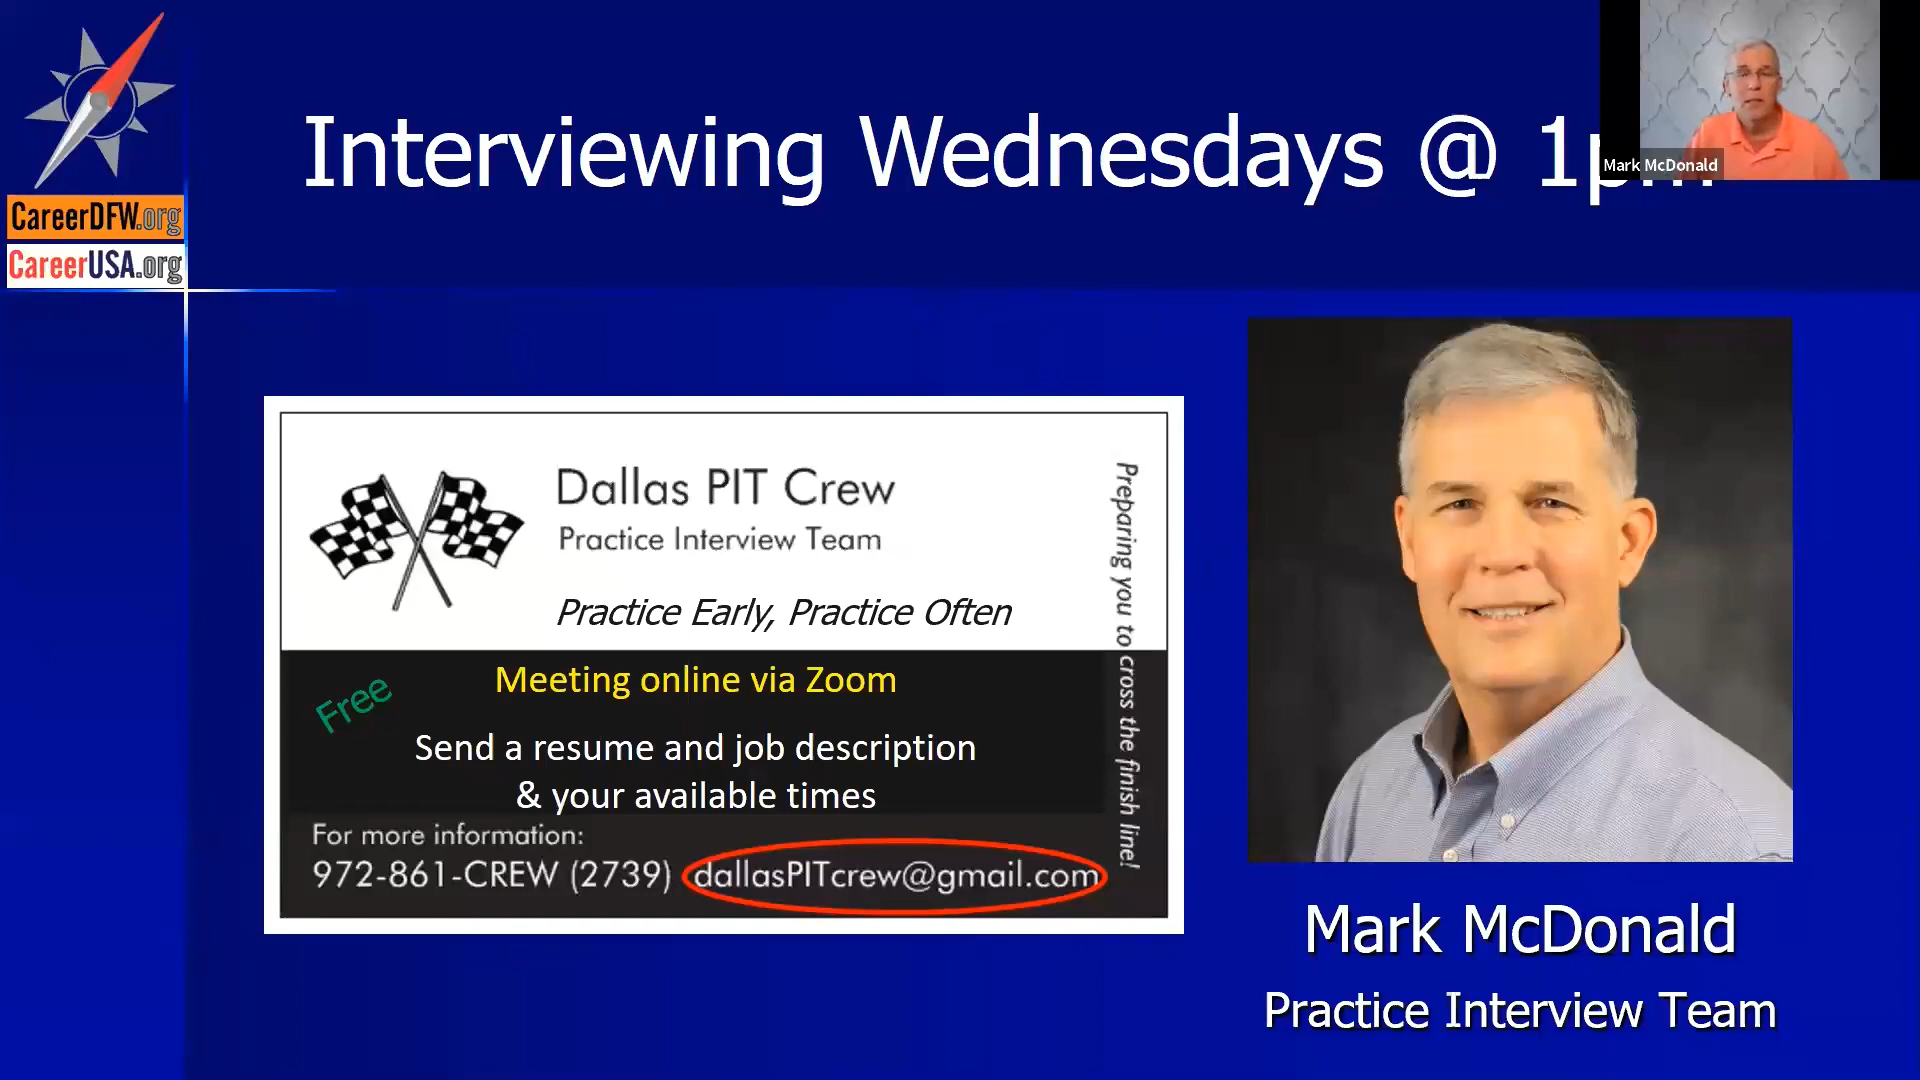 CareerDFW.org
CareerUSA.org
Interviewing Wednesdays @ 1pm
Mark McDonald
Dallas PIT Crew
Practice Interview Team
Practice Early, Practice Often
Preparing you to cross the finish line!
Free
Meeting online via Zoom
Send a resume and job description
& your available times
For more information:
972-861-CREW (2739) dallasPITcrew@gmail.com
Mark McDonald
Practice Interview Team